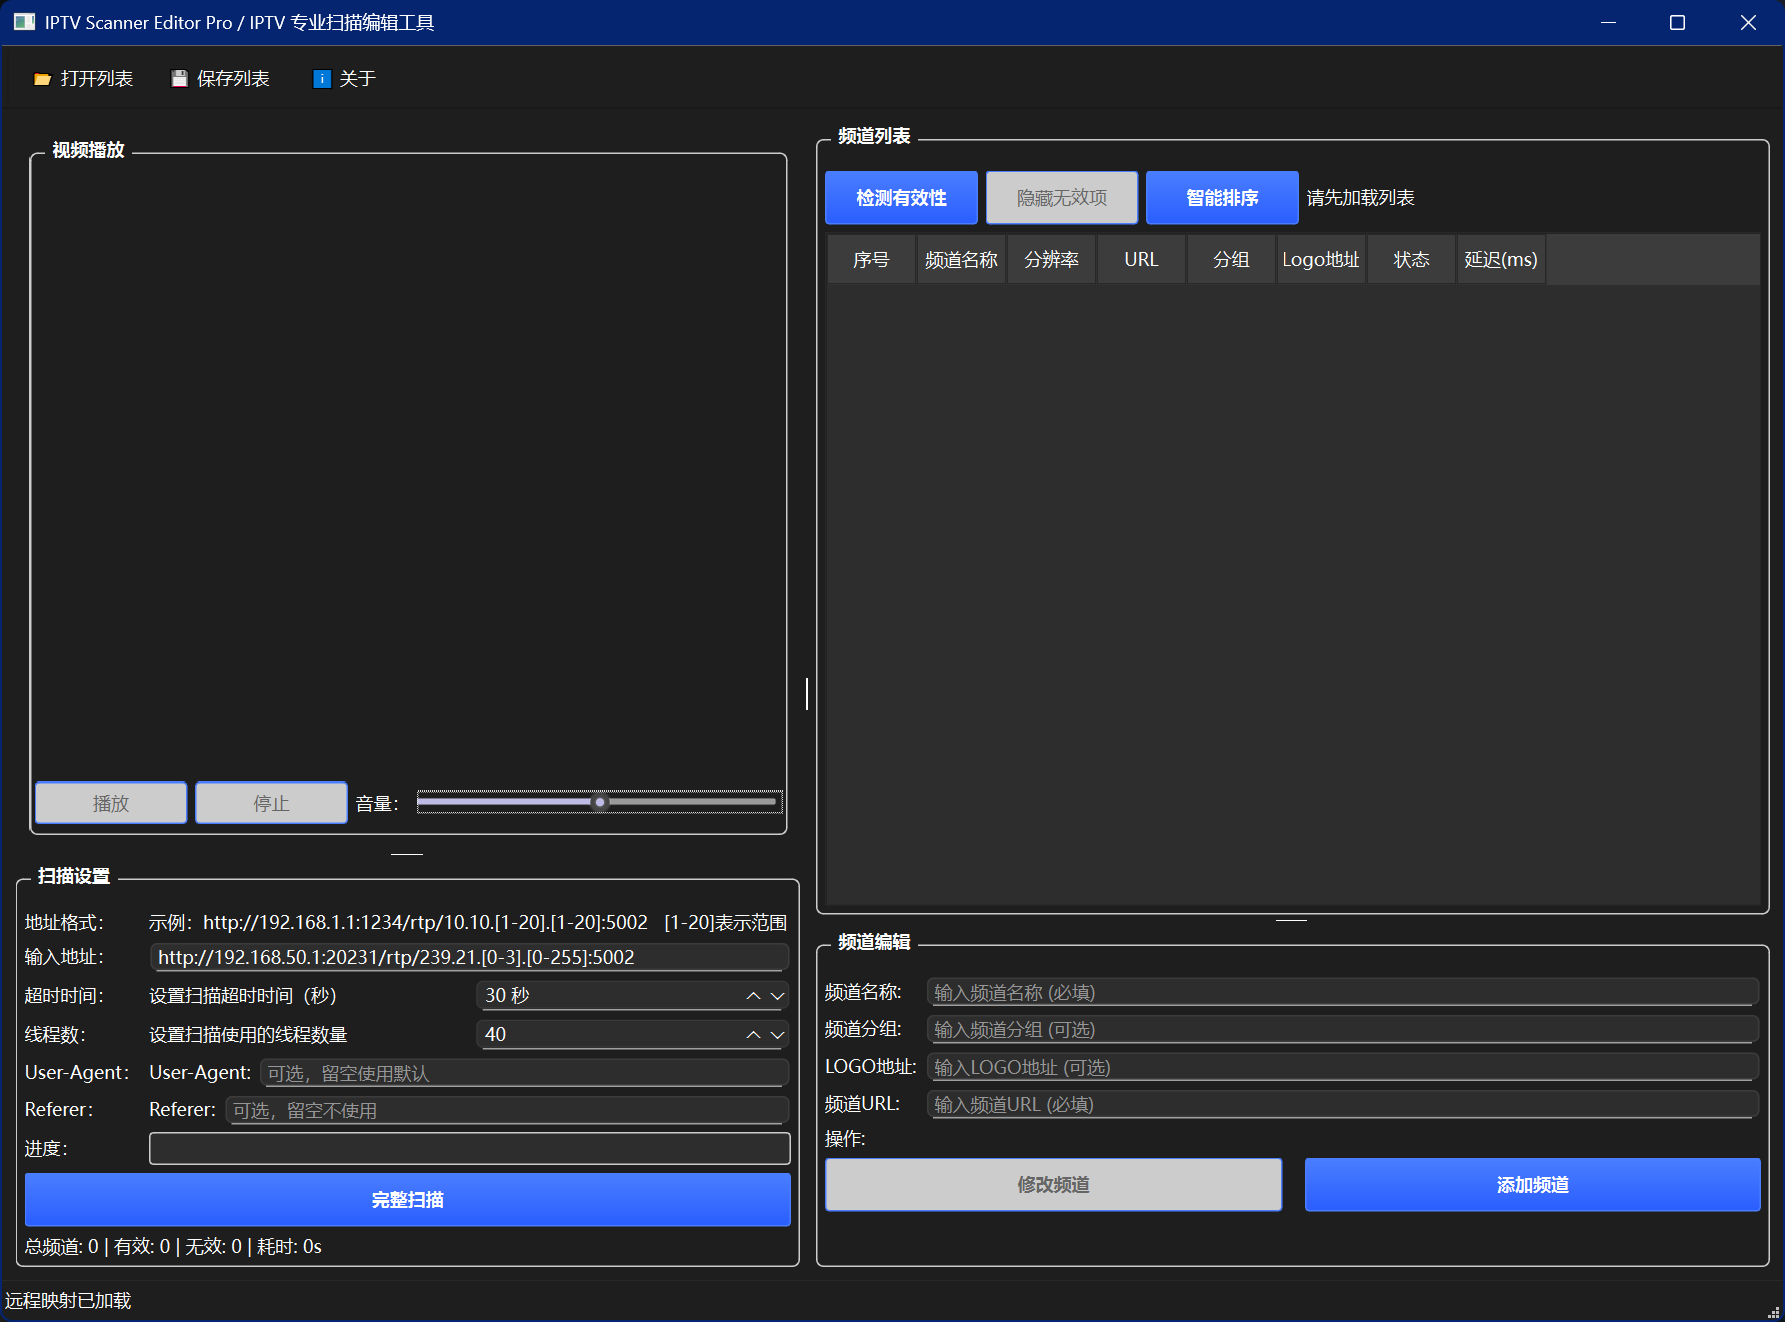 IPTV Scanner Editor Pro / IPTV 专业扫描编辑工具
打开列表 保存列表 关于
视频播放
播放 停止 音量：
扫描设置
地址格式： 示例：http://192.168.1.1:1234/rtp/10.10.[1-20].[1-20]:5002 [1-20]表示范围
输入地址： http://192.168.50.1:20231/rtp/239.21.[0-3].[0-255]:5002
超时时间： 设置扫描超时时间（秒） 30 秒
线程数： 设置扫描使用的线程数量 40
User-Agent： User-Agent: 可选，留空使用默认
Referer： Referer: 可选，留空不使用
进度：
完整扫描
总频道: 0 | 有效: 0 | 无效: 0 | 耗时: 0s
频道列表
检测有效性 隐藏无效项 智能排序 请先加载列表
序号 频道名称 分辨率 URL 分组 Logo地址 状态 延迟(ms)
频道编辑
频道名称: 输入频道名称 (必填)
频道分组: 输入频道分组 (可选)
LOGO地址: 输入LOGO地址 (可选)
频道URL: 输入频道URL (必填)
操作:
修改频道 添加频道
远程映射已加载